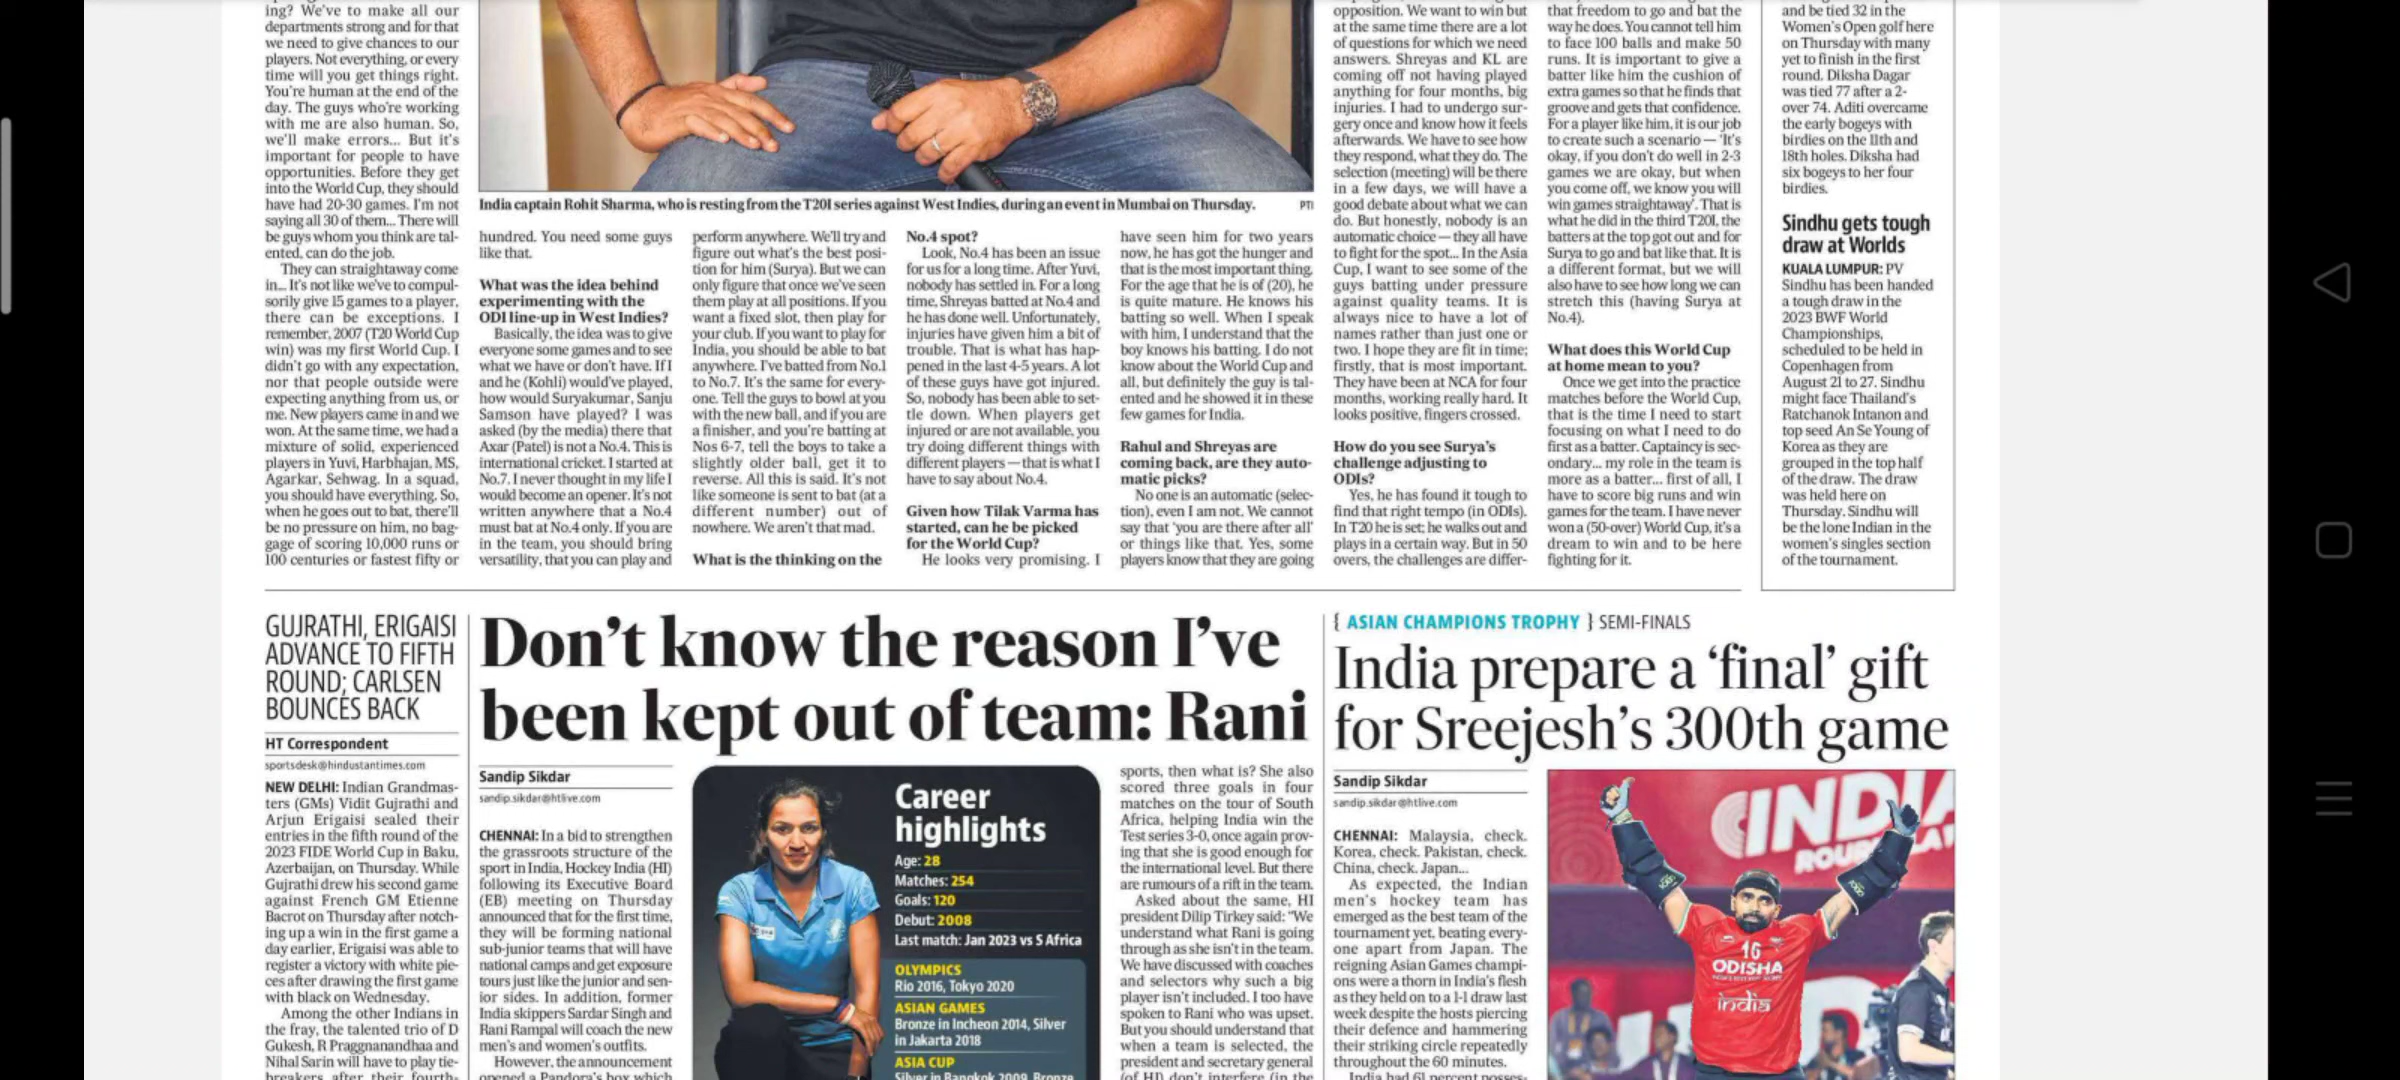 ing? We've to make all our
departments strong and for that
we need to give chances to our
players. Not everything, or every
time will you get things right.
You're human at the end of the
day. The guys who're working
with me are also human. So,
we'll make errors... But it's
important for people to have
opportunities. Before they get
into the World Cup, they should
have had 20-30 games. I'm not
saying all 30 of them... There will
be guys whom you think are tal-
ented, can do the job.
They can straightaway come
in... It's not like we've to compul-
sorily give 15 games to a player,
there can be exceptions. I
remember, 2007 (T20 World Cup
win) was my first World Cup. I
didn't go with any expectation,
nor that people outside were
expecting anything from us, or
me. New players came in and we
won. At the same time, we had a
mixture of solid, experienced
players in Yuvi, Harbhajan, MS,
Agarkar, Sehwag. In a squad,
you should have everything. So,
when he goes out to bat, there'll
be no pressure on him, no bag-
gage of scoring 10,000 runs or
100 centuries or fastest fifty or
India captain Rohit Sharma, who is resting from the T20I series against West Indies, during an event in Mumbai on Thursday. PTI
hundred. You need some guys
like that.
What was the idea behind
experimenting with the
ODI line-up in West Indies?
Basically, the idea was to give
everyone some games and to see
what we have or don't have. If I
and he (Kohli) would've played,
how would Suryakumar, Sanju
Samson have played? I was
asked (by the media) there that
Axar (Patel) is not a No.4. This is
international cricket. I started at
No.7. I never thought in my life I
would become an opener. It's not
written anywhere that a No.4
must bat at No.4 only. If you are
in the team, you should bring
versatility, that you can play and
perform anywhere. We'll try and
figure out what's the best posi-
tion for him (Surya). But we can
only figure that once we've seen
them play at all positions. If you
want a fixed slot, then play for
your club. If you want to play for
India, you should be able to bat
anywhere. I've batted from No.1
to No.7. It's the same for every-
one. Tell the guys to bowl at you
with the new ball, and if you are
a finisher, and you're batting at
Nos 6-7, tell the boys to take a
slightly older ball, get it to
reverse. All this is said. It's not
like someone is sent to bat (at a
different number) out of
nowhere. We aren't that mad.
What is the thinking on the
No.4 spot?
Look, No.4 has been an issue
for us for a long time. After Yuvi,
nobody has settled in. For a long
time, Shreyas batted at No.4 and
he has done well. Unfortunately,
injuries have given him a bit of
trouble. That is what has hap-
pened in the last 4-5 years. A lot
of these guys have got injured.
So, nobody has been able to set-
tle down. When players get
injured or are not available, you
try doing different things with
different players — that is what I
have to say about No.4.
Given how Tilak Varma has
started, can he be picked
for the World Cup?
He looks very promising. I
have seen him for two years
now, he has got the hunger and
that is the most important thing.
For the age that he is of (20), he
is quite mature. He knows his
batting so well. When I speak
with him, I understand that the
boy knows his batting. I do not
know about the World Cup and
all, but definitely the guy is tal-
ented and he showed it in these
few games for India.
Rahul and Shreyas are
coming back, are they auto-
matic picks?
No one is an automatic (selec-
tion), even I am not. We cannot
say that 'you are there after all'
or things like that. Yes, some
players know that they are going
opposition. We want to win but
at the same time there are a lot
of questions for which we need
answers. Shreyas and KL are
coming off not having played
anything for four months, big
injuries. I had to undergo sur-
gery once and know how it feels
afterwards. We have to see how
they respond, what they do. The
selection (meeting) will be there
in a few days, we will have a
good debate about what we can
do. But honestly, nobody is an
automatic choice — they all have
to fight for the spot... In the Asia
Cup, I want to see some of the
guys batting under pressure
against quality teams. It is
always nice to have a lot of
names rather than just one or
two. I hope they are fit in time;
firstly, that is most important.
They have been at NCA for four
months, working really hard. It
looks positive, fingers crossed.
How do you see Surya's
challenge adjusting to
ODIs?
Yes, he has found it tough to
find that right tempo (in ODIs).
In T20 he is set; he walks out and
plays in a certain way. But in 50
overs, the challenges are differ-
that freedom to go and bat the
way he does. You cannot tell him
to face 100 balls and make 50
runs. It is important to give a
batter like him the cushion of
extra games so that he finds that
groove and gets that confidence.
For a player like him, it is our job
to create such a scenario — 'It's
okay, if you don't do well in 2-3
games we are okay, but when
you come off, we know you will
win games straightaway'. That is
what he did in the third T20I, the
batters at the top got out and for
Surya to go and bat like that. It is
a different format, but we will
also have to see how long we can
stretch this (having Surya at
No.4).
What does this World Cup
at home mean to you?
Once we get into the practice
matches before the World Cup,
that is the time I need to start
focusing on what I need to do
first as a batter. Captaincy is sec-
ondary... my role in the team is
more as a batter... first of all, I
have to score big runs and win
games for the team. I have never
won a (50-over) World Cup, it's a
dream to win and to be here
fighting for it.
and be tied 32 in the
Women's Open golf here
on Thursday with many
yet to finish in the first
round. Diksha Dagar
was tied 77 after a 2-
over 74. Aditi overcame
the early bogeys with
birdies on the 11th and
18th holes. Diksha had
six bogeys to her four
birdies.
Sindhu gets tough
draw at Worlds
KUALA LUMPUR: PV
Sindhu has been handed
a tough draw in the
2023 BWF World
Championships,
scheduled to be held in
Copenhagen from
August 21 to 27. Sindhu
might face Thailand's
Ratchanok Intanon and
top seed An Se Young of
Korea as they are
grouped in the top half
of the draw. The draw
was held here on
Thursday. Sindhu will
be the lone Indian in the
women's singles section
of the tournament.
GUJRATHI, ERIGAISI
ADVANCE TO FIFTH
ROUND; CARLSEN
BOUNCES BACK
HT Correspondent
sportsdesk@hindustantimes.com
NEW DELHI: Indian Grandmas-
ters (GMs) Vidit Gujrathi and
Arjun Erigaisi sealed their
entries in the fifth round of the
2023 FIDE World Cup in Baku,
Azerbaijan, on Thursday. While
Gujrathi drew his second game
against French GM Etienne
Bacrot on Thursday after notch-
ing up a win in the first game a
day earlier, Erigaisi was able to
register a victory with white pie-
ces after drawing the first game
with black on Wednesday.
Among the other Indians in
the fray, the talented trio of D
Gukesh, R Praggnanandhaa and
Nihal Sarin will have to play tie-
breakers after their fourth-
Don't know the reason I've
been kept out of team: Rani
Sandip Sikdar
sandip.sikdar@htlive.com
CHENNAI: In a bid to strengthen
the grassroots structure of the
sport in India, Hockey India (HI)
following its Executive Board
(EB) meeting on Thursday
announced that for the first time,
they will be forming national
sub-junior teams that will have
national camps and get exposure
tours just like the junior and sen-
ior sides. In addition, former
India skippers Sardar Singh and
Rani Rampal will coach the new
men's and women's outfits.
However, the announcement
opened a Pandora's box which
Career
highlights
Age: 28
Matches: 254
Goals: 120
Debut: 2008
Last match: Jan 2023 vs S Africa
OLYMPICS
Rio 2016, Tokyo 2020
ASIAN GAMES
Bronze in Incheon 2014, Silver
in Jakarta 2018
ASIA CUP
Silver in Bangkok 2009, Bronze
sports, then what is? She also
scored three goals in four
matches on the tour of South
Africa, helping India win the
Test series 3-0, once again prov-
ing that she is good enough for
the international level. But there
are rumours of a rift in the team.
Asked about the same, HI
president Dilip Tirkey said: "We
understand what Rani is going
through as she isn't in the team.
We have discussed with coaches
and selectors why such a big
player isn't included. I too have
spoken to Rani who was upset.
But you should understand that
when a team is selected, the
president and secretary general
(of HI) don't interfere (in the
{ ASIAN CHAMPIONS TROPHY } SEMI-FINALS
India prepare a 'final' gift
for Sreejesh's 300th game
Sandip Sikdar
sandip.sikdar@htlive.com
CHENNAI: Malaysia, check.
Korea, check. Pakistan, check.
China, check. Japan...
As expected, the Indian
men's hockey team has
emerged as the best team of the
tournament yet, beating every-
one apart from Japan. The
reigning Asian Games champi-
ons were a thorn in India's flesh
as they held on to a 1-1 draw last
week despite the hosts piercing
their defence and hammering
their striking circle repeatedly
throughout the 60 minutes.
India had 61 percent posses-
INDIA
16
ODISHA
india